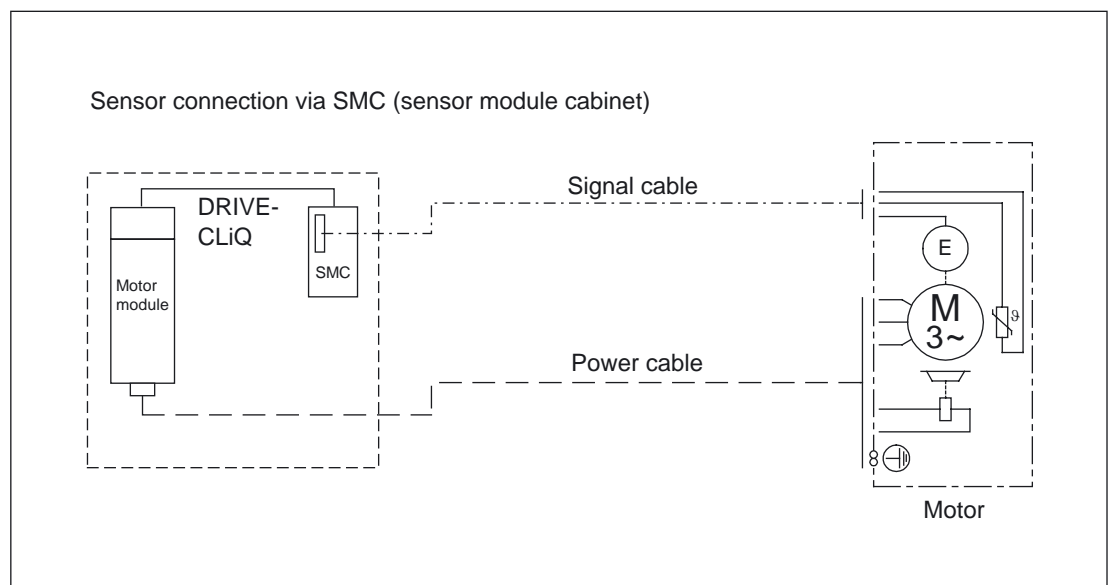 Sensor connection via SMC (sensor module cabinet)
DRIVE-
CLiQ
Motor
module
SMC
Signal cable
Power cable
E
M
3~
ϑ
Motor